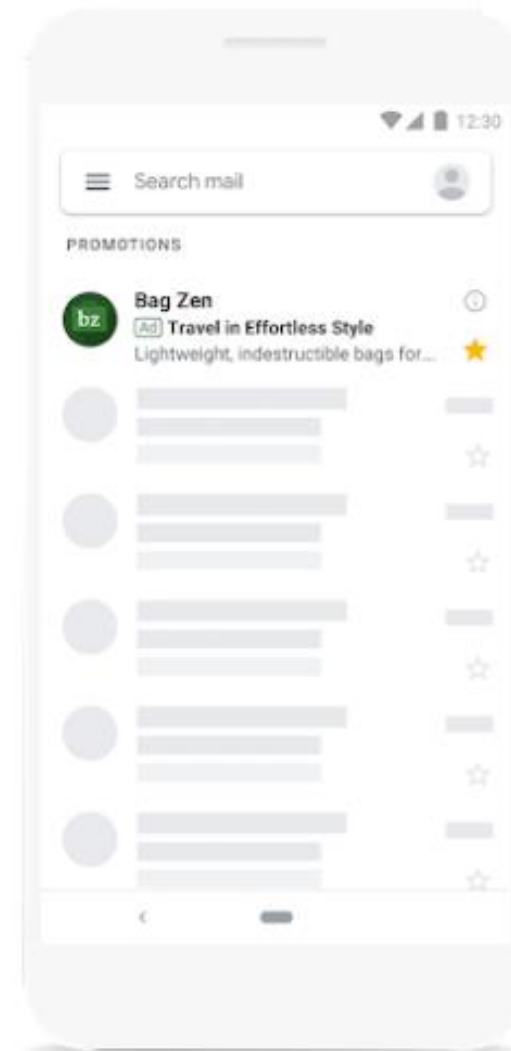 12:30
Search mail
PROMOTIONS
Bag Zen
bz
Ad Travel in Effortless Style
Lightweight, indestructible bags for...